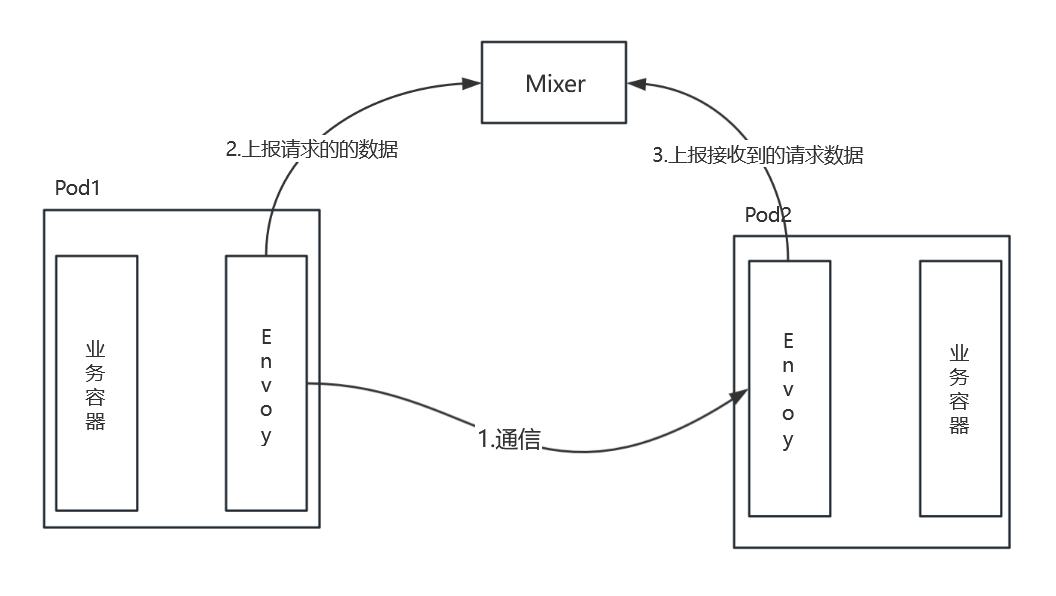 Mixer
2.上报请求的的数据
3.上报接收到的请求数据
Pod1
Pod2
业务容器
Envoy
Envoy
业务容器
1.通信